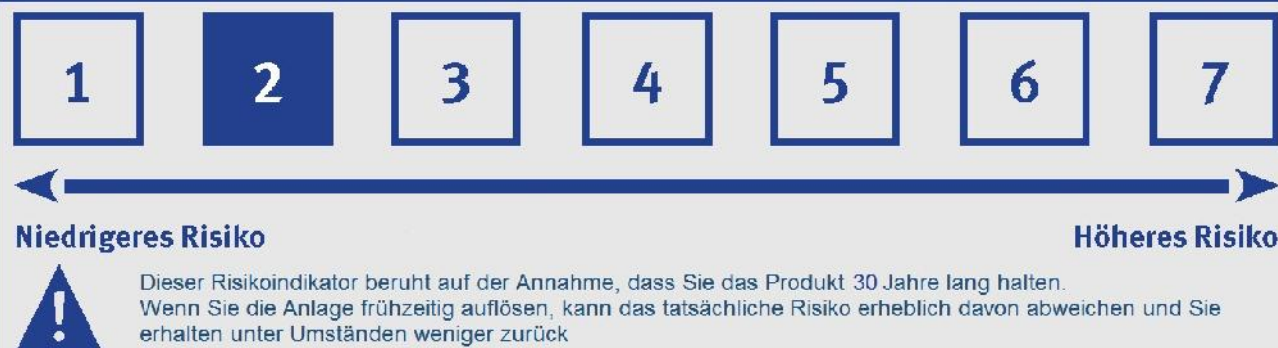 1 2 3 4 5 6 7
Niedrigeres Risiko Höheres Risiko
! Dieser Risikoindikator beruht auf der Annahme, dass Sie das Produkt 30 Jahre lang halten.
Wenn Sie die Anlage frühzeitig auflösen, kann das tatsächliche Risiko erheblich davon abweichen und Sie
erhalten unter Umständen weniger zurück